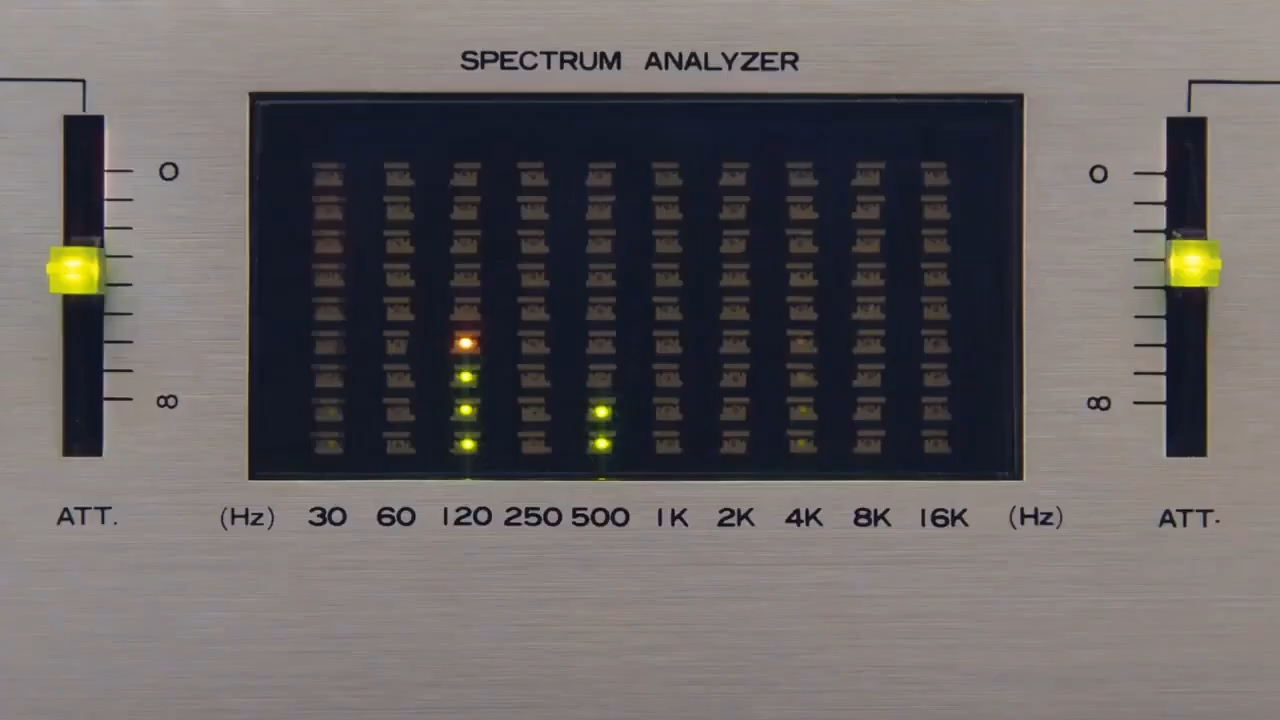 SPECTRUM ANALYZER
0 0
∞ ∞
ATT. (Hz) 30 60 120 250 500 1K 2K 4K 8K 16K (Hz) ATT.